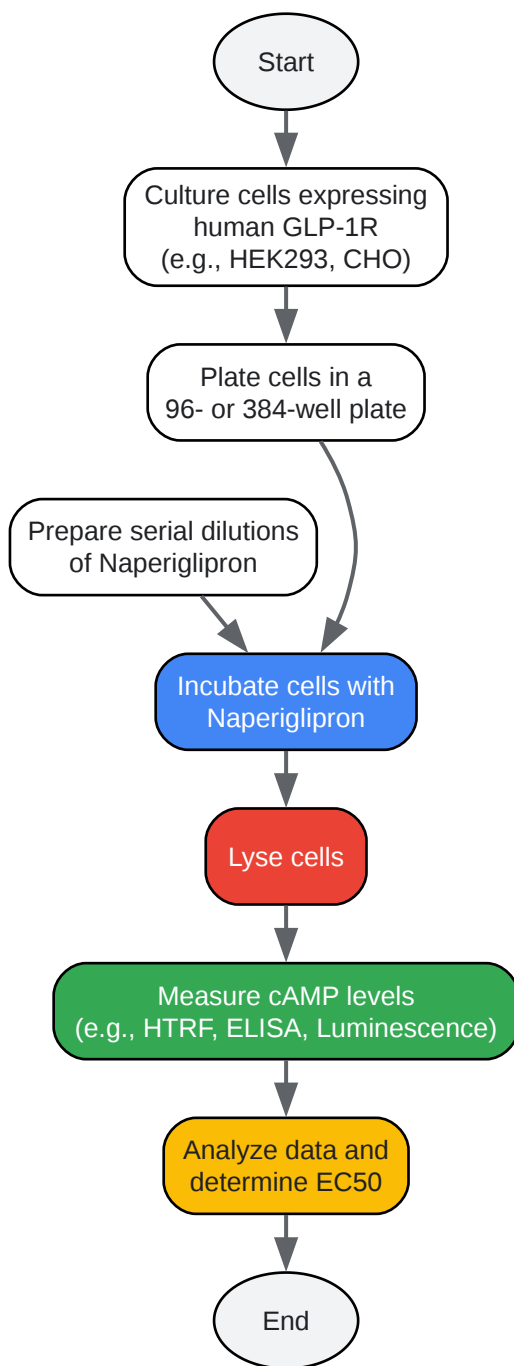 Start
Culture cells expressing
human GLP-1R
(e.g., HEK293, CHO)
Plate cells in a
96- or 384-well plate
Prepare serial dilutions
of Naperiglipron
Incubate cells with
Naperiglipron
Lyse cells
Measure cAMP levels
(e.g., HTRF, ELISA, Luminescence)
Analyze data and
determine EC50
End